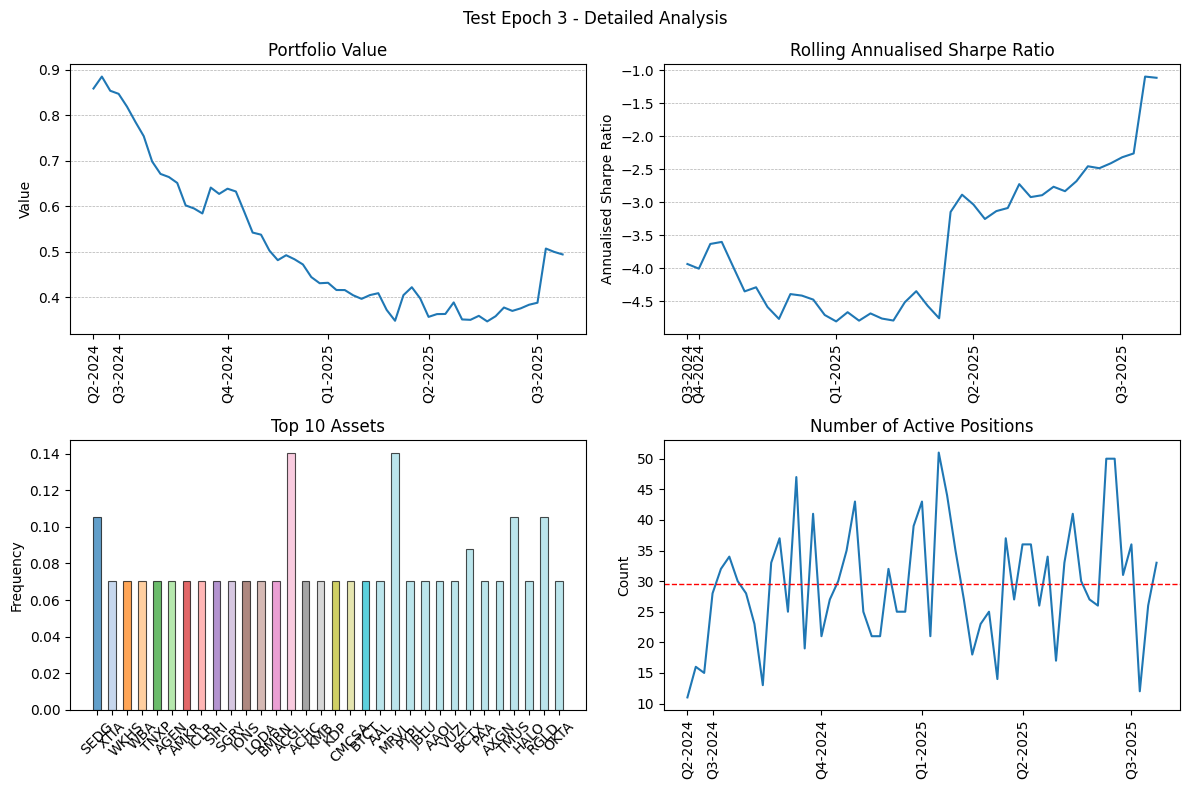 Test Epoch 3 - Detailed Analysis
Portfolio Value
Value
0.9
0.8
0.7
0.6
0.5
0.4
Q2-2024
Q3-2024
Q4-2024
Q1-2025
Q2-2025
Q3-2025
Rolling Annualised Sharpe Ratio
Annualised Sharpe Ratio
−1.0
−1.5
−2.0
−2.5
−3.0
−3.5
−4.0
−4.5
Q3-2024
Q4-2024
Q1-2025
Q2-2025
Q3-2025
Top 10 Assets
Frequency
0.14
0.12
0.10
0.08
0.06
0.04
0.02
0.00
SEDG
XTIA
WKHS
WBA
TNXP
AGEN
AMKR
ICLR
SIRI
SGRY
IONS
LQDA
BMRN
ACGL
ACHC
KMB
KDP
CMCSA
BTCT
AAL
MRVI
JBLU
AAOI
VUZI
BCTX
PAA
AXGN
TMUS
HALO
RGLD
OKTA
Number of Active Positions
Count
50
45
40
35
30
25
20
15
10
Q2-2024
Q3-2024
Q4-2024
Q1-2025
Q2-2025
Q3-2025